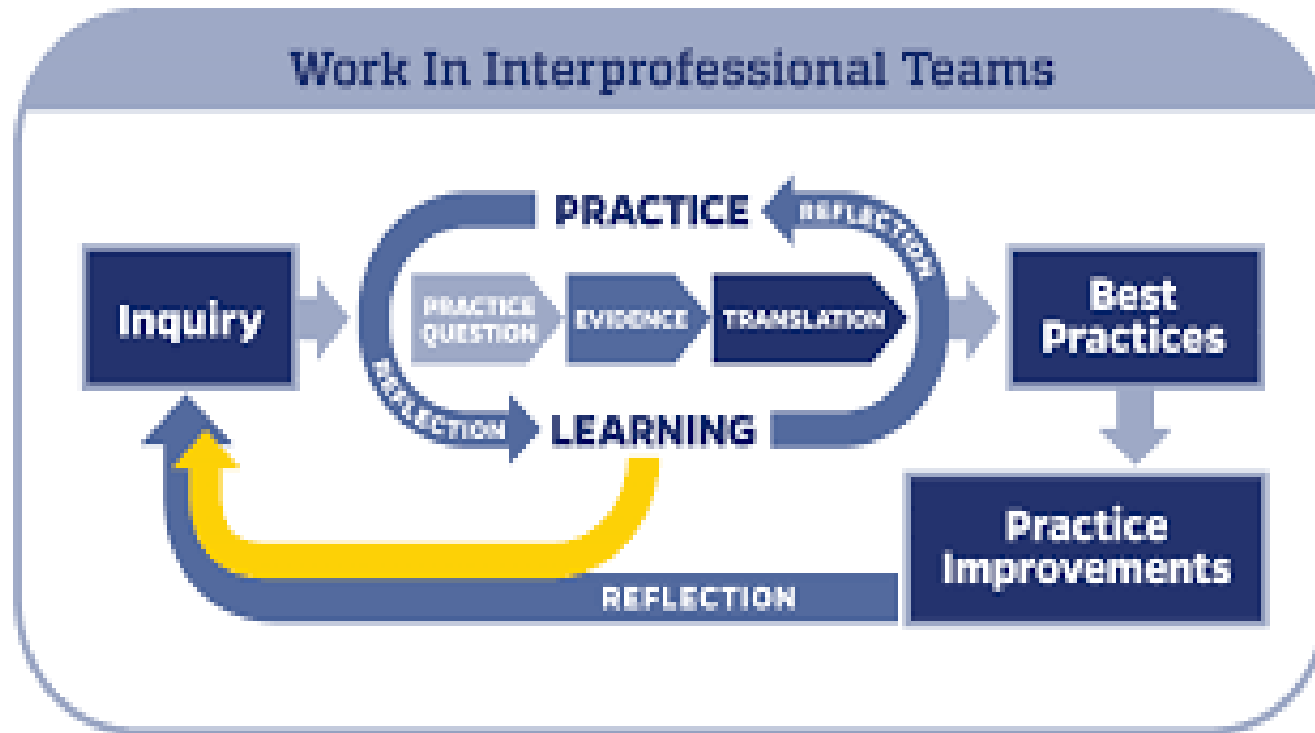 Work In Interprofessional Teams
PRACTICE
REFLECTION
Inquiry
PRACTICE
QUESTION
EVIDENCE
TRANSLATION
Best
Practices
REFLECTION
LEARNING
Practice
Improvements
REFLECTION